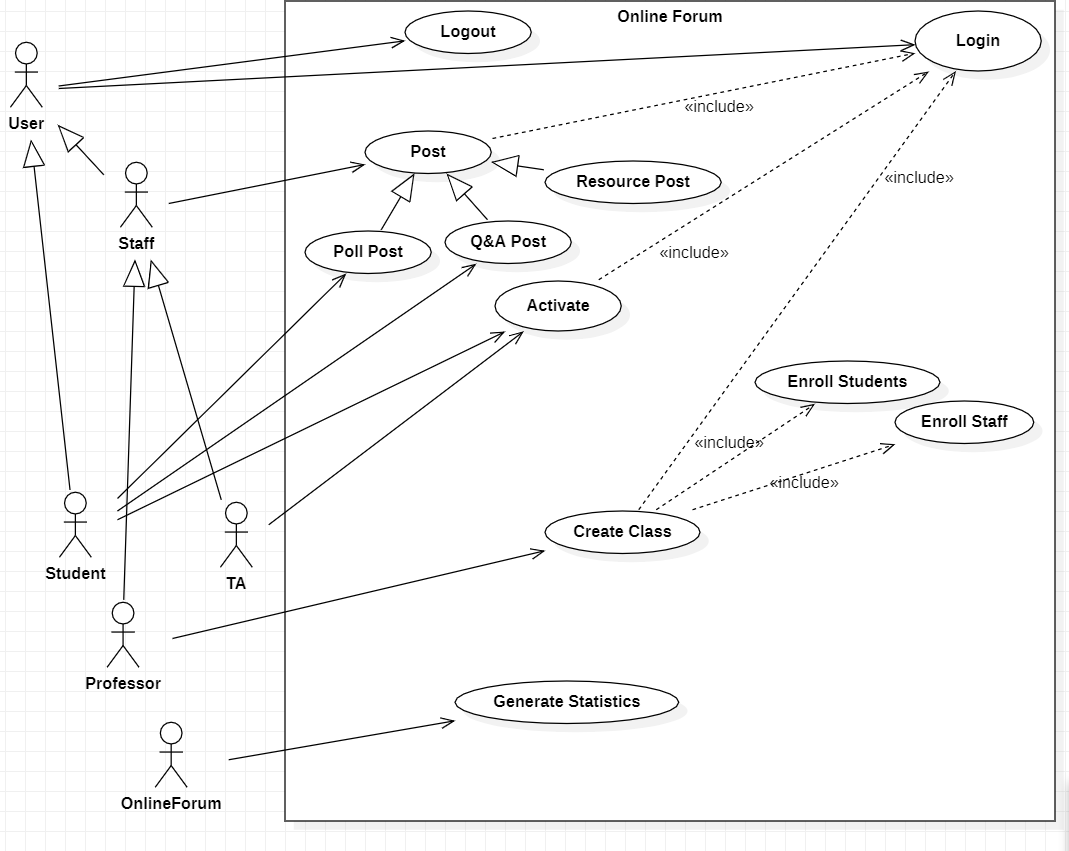 Online Forum
Logout
Login
User
«include»
Post
Resource Post
«include»
Staff
Poll Post
Q&A Post
«include»
Activate
Enroll Students
Enroll Staff
«include»
«include»
Create Class
Student
TA
Professor
Generate Statistics
OnlineForum